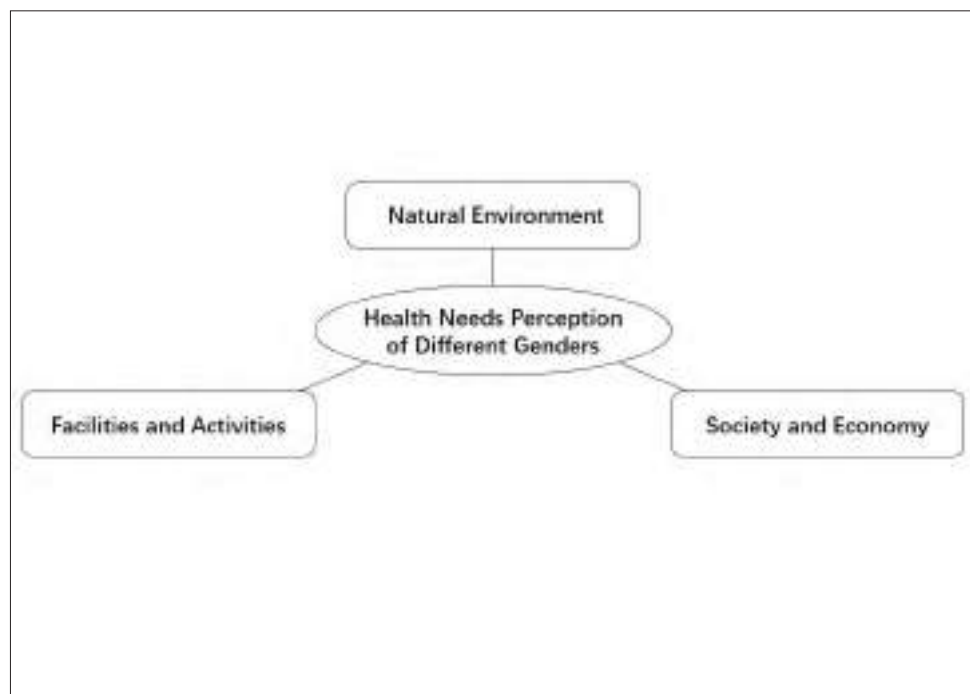 Natural Environment
Health Needs Perception
of Different Genders
Facilities and Activities
Society and Economy